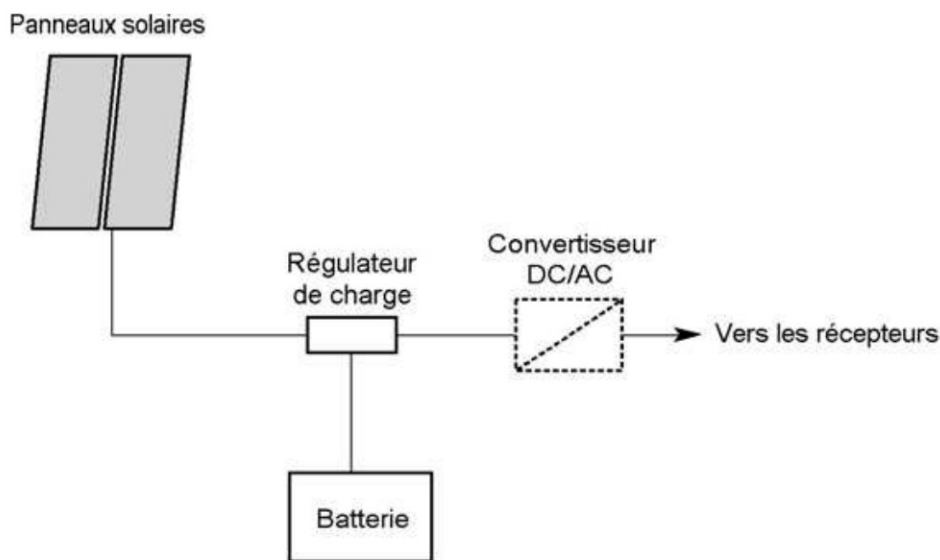 Panneaux solaires
Régulateur
de charge
Convertisseur
DC/AC
Vers les récepteurs
Batterie